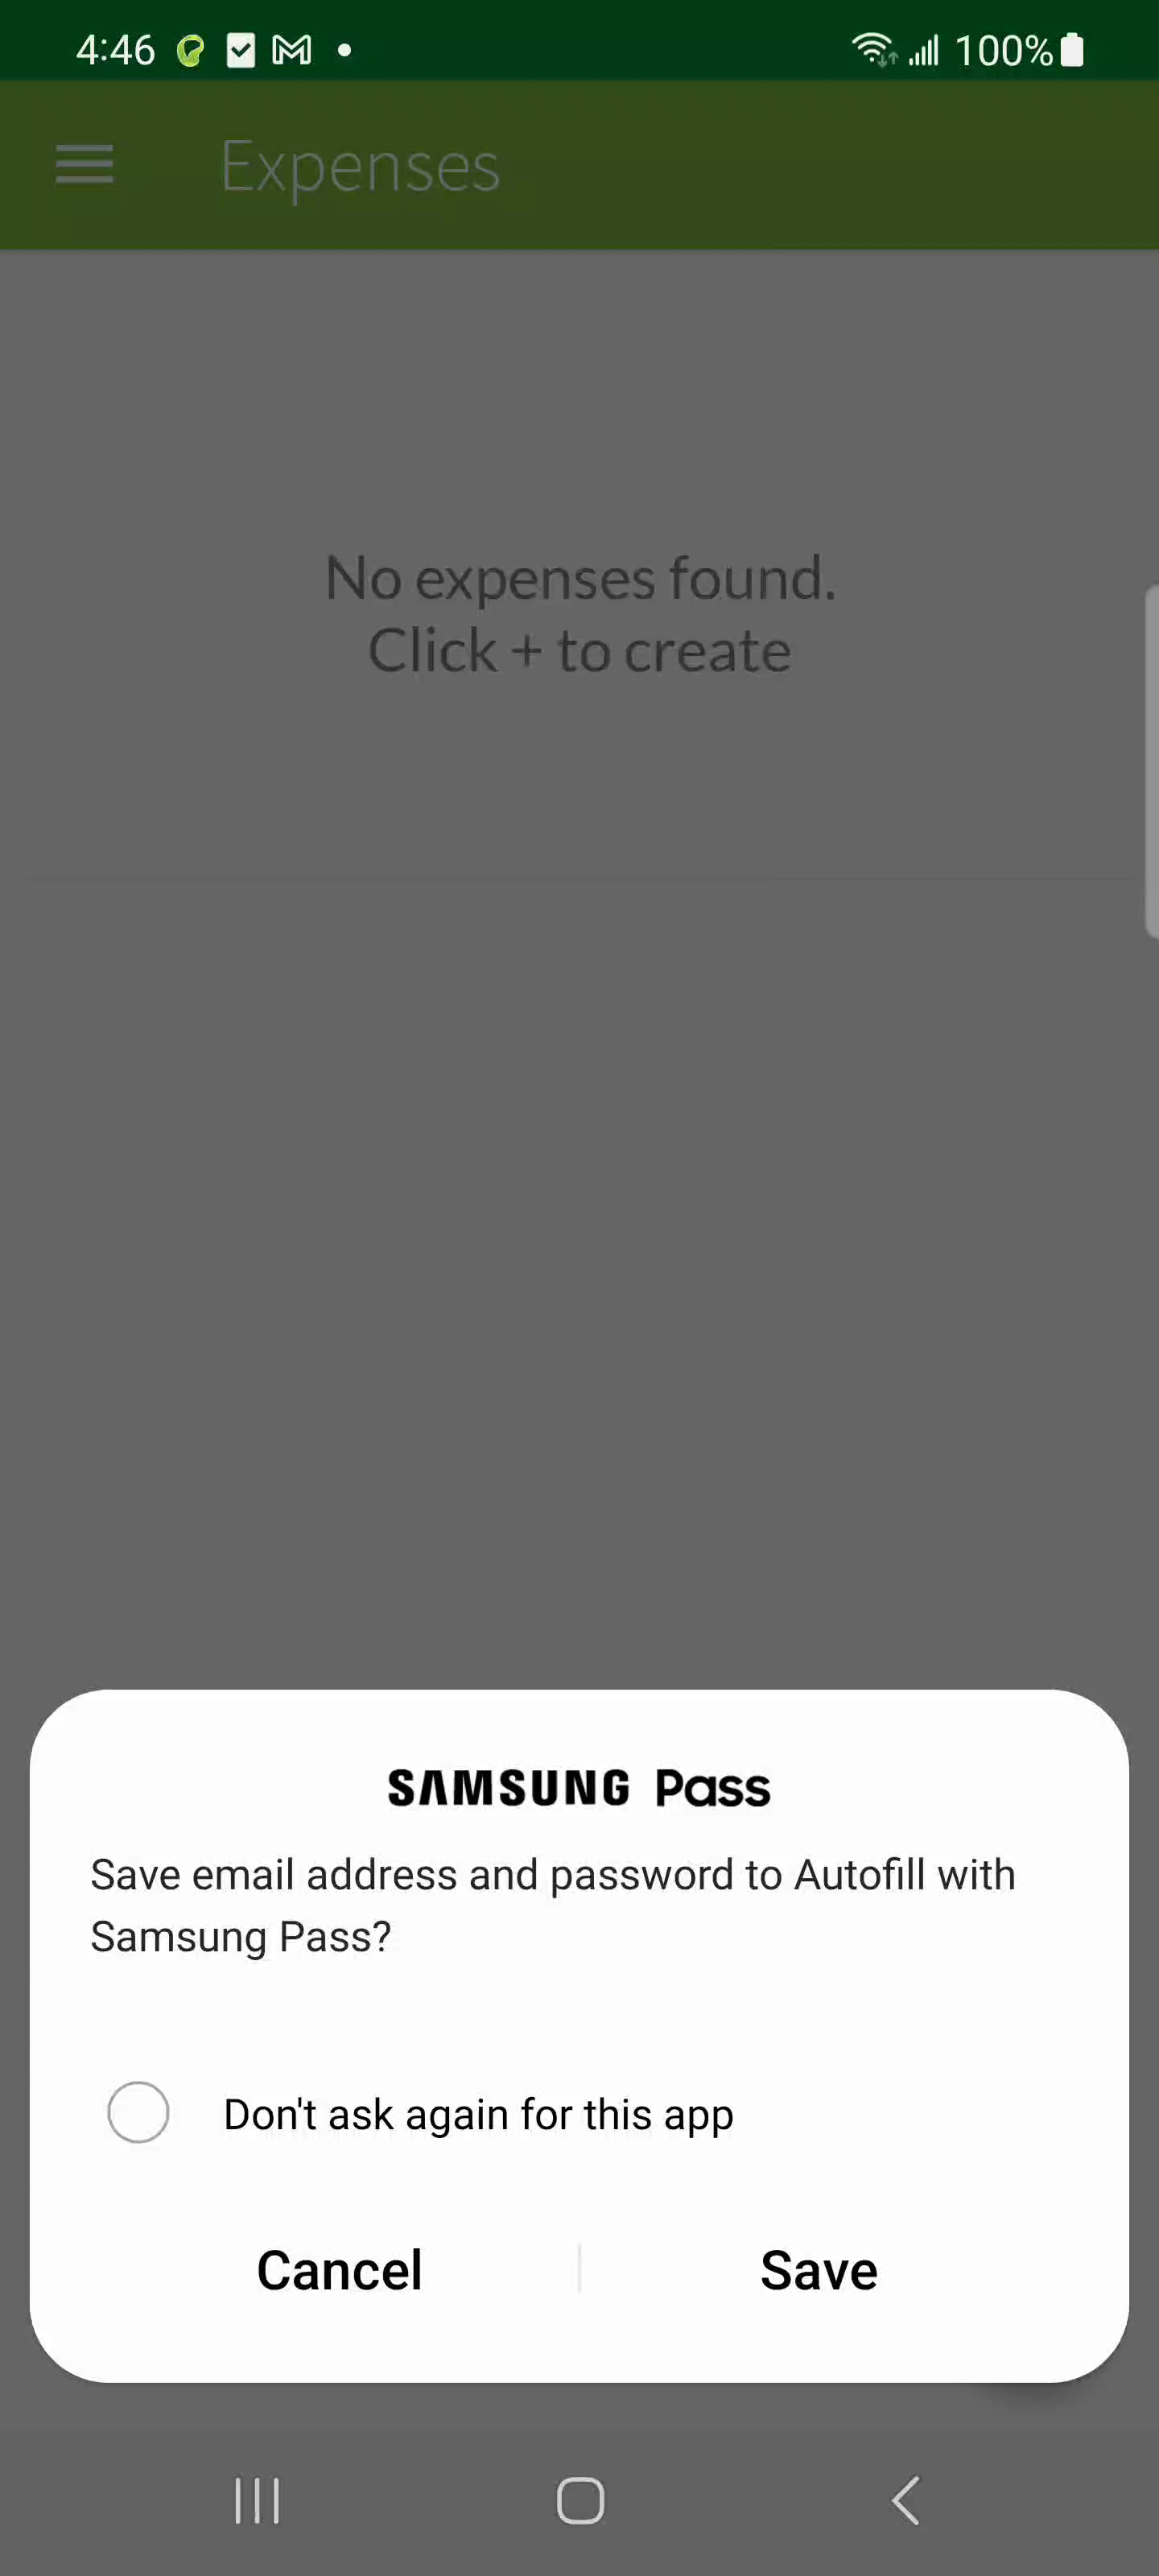 4:46 100%
Expenses
No expenses found.
Click + to create
SAMSUNG Pass
Save email address and password to Autofill with
Samsung Pass?
Don't ask again for this app
Cancel Save